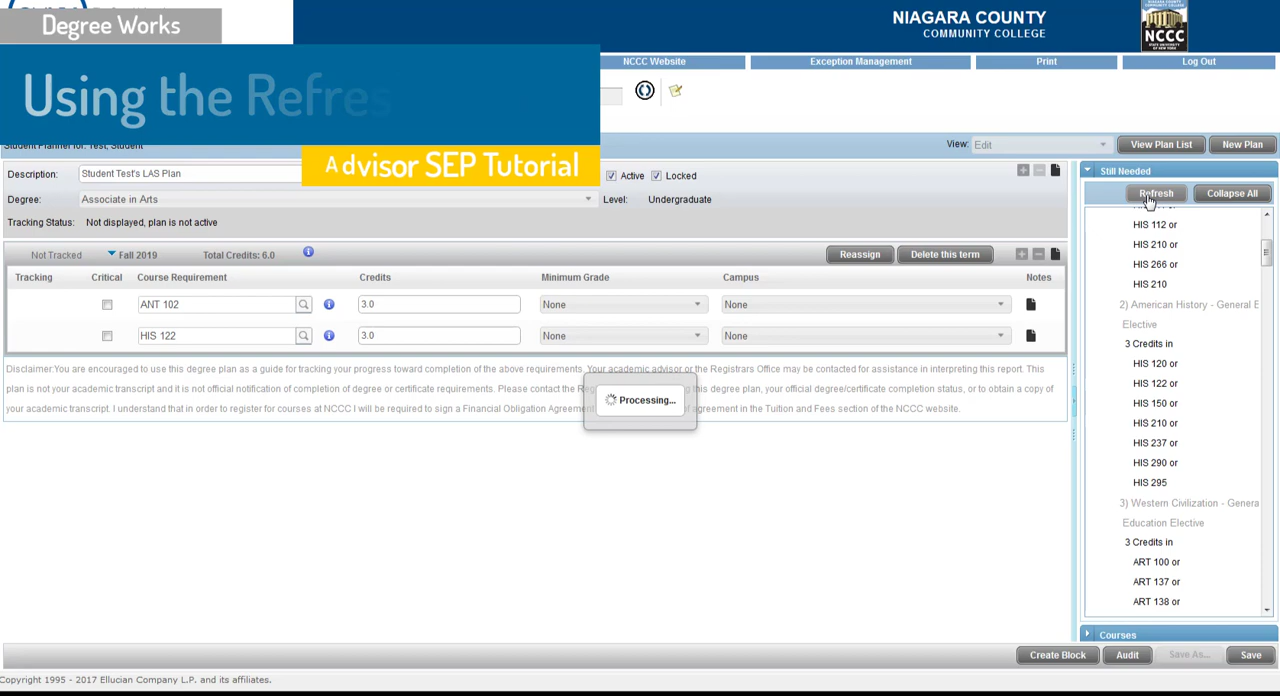 Degree Works
NIAGARA COUNTY
COMMUNITY COLLEGE
NCCC
Using the Refres
Advisor SEP Tutorial
NCCC Website
Exception Management
Print
Log Out
View:
Edit
View Plan List
New Plan
Description:
Student Test's LAS Plan
Active
Locked
Degree:
Associate in Arts
Level:
Undergraduate
Tracking Status:
Not displayed, plan is not active
Not Tracked
Fall 2019
Total Credits: 6.0
Reassign
Delete this term
Tracking
Critical
Course Requirement
Credits
Minimum Grade
Campus
Notes
ANT 102
3.0
None
None
HIS 122
3.0
None
None
Disclaimer:You are encouraged to use this degree plan as a guide for tracking your progress toward completion of the above requirements. Your academic advisor or the Registrars Office may be contacted for assistance in interpreting this report. This
plan is not your academic transcript and it is not official notification of completion of degree or certificate requirements. Please contact the this degree plan, your official degree/certificate completion status, or to obtain a copy of
your academic transcript. I understand that in order to register for courses at NCCC I will be required to sign a Financial Obligation agreement in the Tuition and Fees section of the NCCC website.
Processing...
Still Needed
Refresh
Collapse All
HIS 112 or
HIS 210 or
HIS 266 or
HIS 210
2) American History - General E
Elective
3 Credits in
HIS 120 or
HIS 122 or
HIS 150 or
HIS 210 or
HIS 237 or
HIS 290 or
HIS 295
3) Western Civilization - Genera
Education Elective
3 Credits in
ART 100 or
ART 137 or
ART 138 or
Courses
Create Block
Audit
Save As...
Save
Copyright 1995 - 2017 Ellucian Company L.P. and its affiliates.